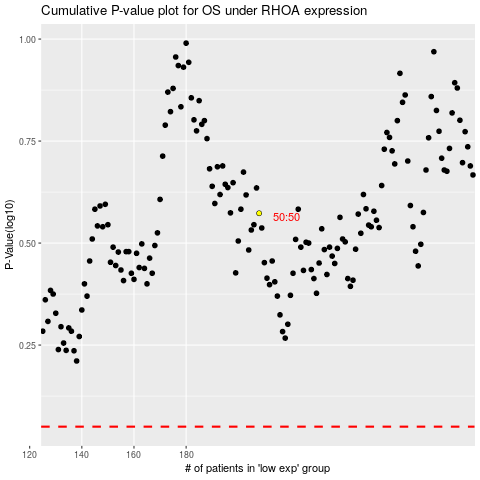 Cumulative P-value plot for OS under RHOA expression
1.00
0.75
0.50
0.25
P-Value(log10)
50:50
120 140 160 180
# of patients in 'low exp' group